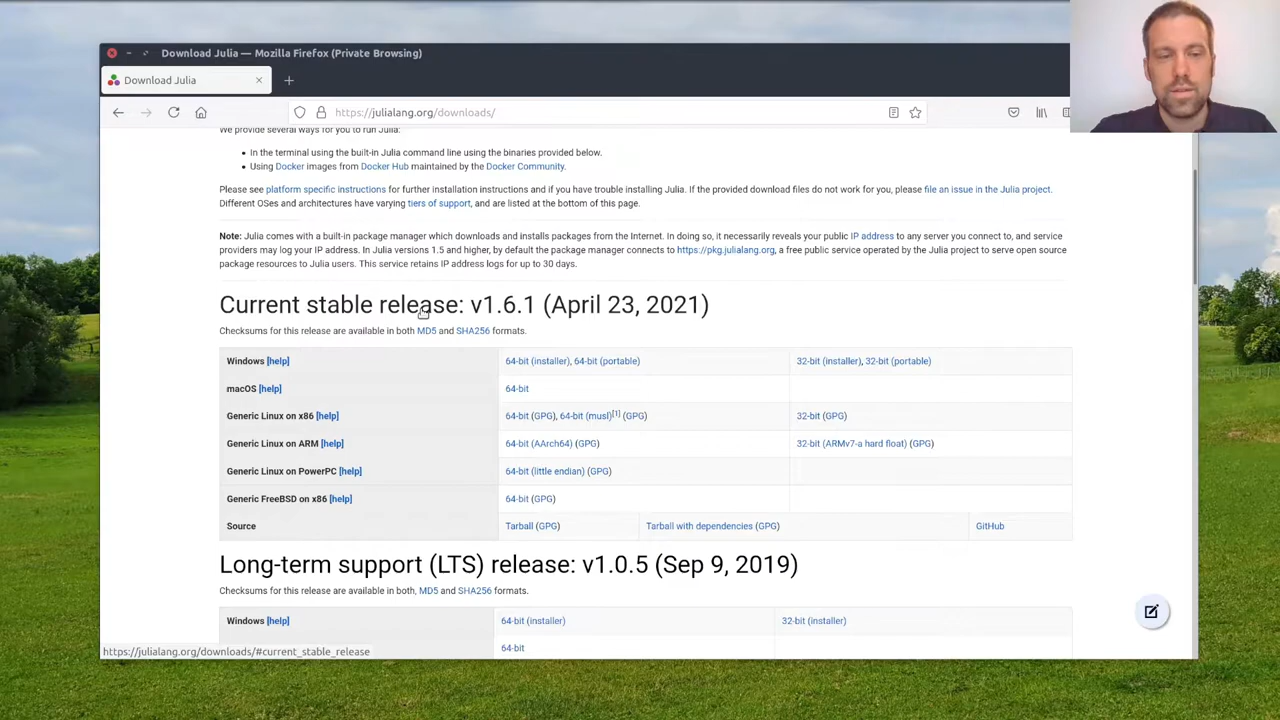 Download Julia — Mozilla Firefox (Private Browsing)
Download Julia
https://julialang.org/downloads/
We provide several ways for you to run Julia:
In the terminal using the built-in Julia command line using the binaries provided below.
Using Docker images from Docker Hub maintained by the Docker Community.
Please see platform specific instructions for further installation instructions and if you have trouble installing Julia. If the provided download files do not work for you, please file an issue in the Julia project.
Different OSes and architectures have varying tiers of support, and are listed at the bottom of this page.
Note: Julia comes with a built-in package manager which downloads and installs packages from the Internet. In doing so, it necessarily reveals your public IP address to any server you connect to, and service
providers may log your IP address. In Julia versions 1.5 and higher, by default the package manager connects to https://pkg.julialang.org, a free public service operated by the Julia project to serve open source
package resources to Julia users. This service retains IP address logs for up to 30 days.
Current stable release: v1.6.1 (April 23, 2021)
Checksums for this release are available in both MD5 and SHA256 formats.
Windows [help] 64-bit (installer), 64-bit (portable) 32-bit (installer), 32-bit (portable)
macOS [help] 64-bit
Generic Linux on x86 [help] 64-bit (GPG), 64-bit (musl)[1] (GPG) 32-bit (GPG)
Generic Linux on ARM [help] 64-bit (AArch64) (GPG) 32-bit (ARMv7-a hard float) (GPG)
Generic Linux on PowerPC [help] 64-bit (little endian) (GPG)
Generic FreeBSD on x86 [help] 64-bit (GPG)
Source Tarball (GPG) Tarball with dependencies (GPG) GitHub
Long-term support (LTS) release: v1.0.5 (Sep 9, 2019)
Checksums for this release are available in both, MD5 and SHA256 formats.
Windows [help] 64-bit (installer) 32-bit (installer)
64-bit
https://julialang.org/downloads/#current_stable_release